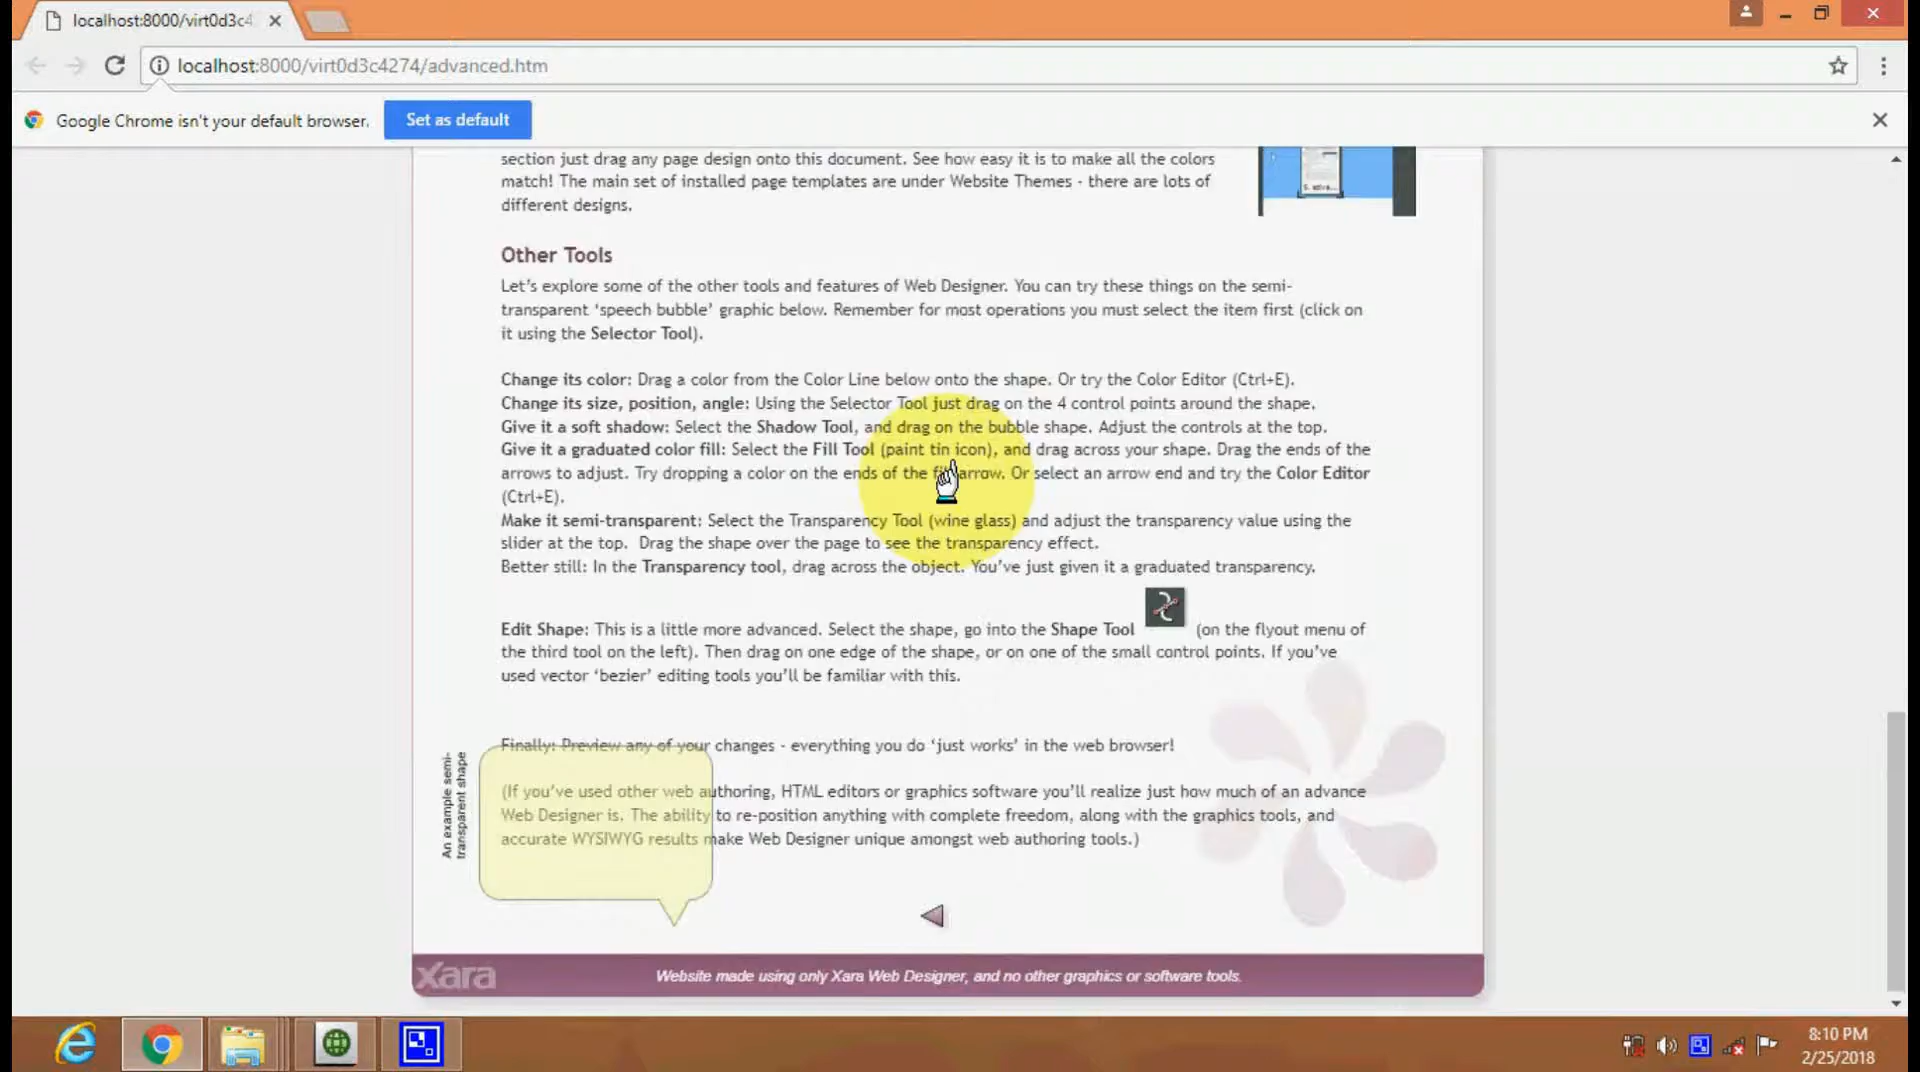 localhost:8000/virt0d3c4
localhost:8000/virt0d3c4274/advanced.htm
Google Chrome isn't your default browser.
Set as default
section just drag any page design onto this document. See how easy it is to make all the colors
match! The main set of installed page templates are under Website Themes - there are lots of
different designs.
Other Tools
Let's explore some of the other tools and features of Web Designer. You can try these things on the semi-
transparent ‘speech bubble’ graphic below. Remember for most operations you must select the item first (click on
it using the Selector Tool).
Change its color: Drag a color from the Color Line below onto the shape. Or try the Color Editor (Ctrl+E).
Change its size, position, angle: Using the Selector Tool just drag on the 4 control points around the shape.
Give it a soft shadow: Select the Shadow Tool, and drag on the bubble shape. Adjust the controls at the top.
Give it a graduated color fill: Select the Fill Tool (paint tin icon), and drag across your shape. Drag the ends of the
arrows to adjust. Try dropping a color on the ends of the arrow. Or select an arrow end and try the Color Editor
(Ctrl+E).
Make it semi-transparent: Select the Transparency Tool (wine glass) and adjust the transparency value using the
slider at the top. Drag the shape over the page to see the transparency effect.
Better still: In the Transparency tool, drag across the object. You've just given it a graduated transparency.
Edit Shape: This is a little more advanced. Select the shape, go into the Shape Tool (on the flyout menu of
the third tool on the left). Then drag on one edge of the shape, or on one of the small control points. If you've
used vector ‘bezier’ editing tools you'll be familiar with this.
Finally: Preview any of your changes - everything you do ‘just works’ in the web browser!
An example semi-
transparent shape
(If you've used other web authoring, HTML editors or graphics software you'll realize just how much of an advance
Web Designer is. The ability to re-position anything with complete freedom, along with the graphics tools, and
accurate WYSIWYG results make Web Designer unique amongst web authoring tools.)
xara
Website made using only Xara Web Designer, and no other graphics or software tools.
8:10 PM
2/25/2018